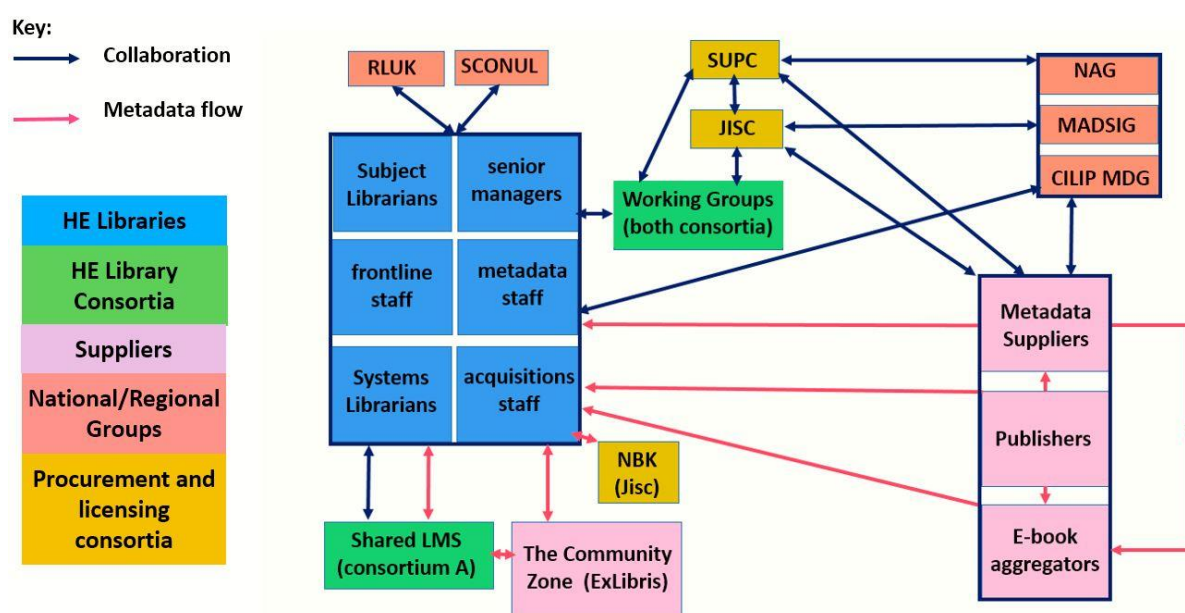 Key:
Collaboration
Metadata flow
HE Libraries
HE Library
Consortia
Suppliers
National/Regional
Groups
Procurement and
licensing
consortia
RLUK
SCONUL
Subject
Librarians
senior
managers
frontline
staff
metadata
staff
Systems
Librarians
acquisitions
staff
SUPC
JISC
Working Groups
(both consortia)
NAG
MADSIG
CILIP MDG
Metadata
Suppliers
Publishers
E-book
aggregators
NBK
(Jisc)
Shared LMS
(consortium A)
The Community
Zone (ExLibris)